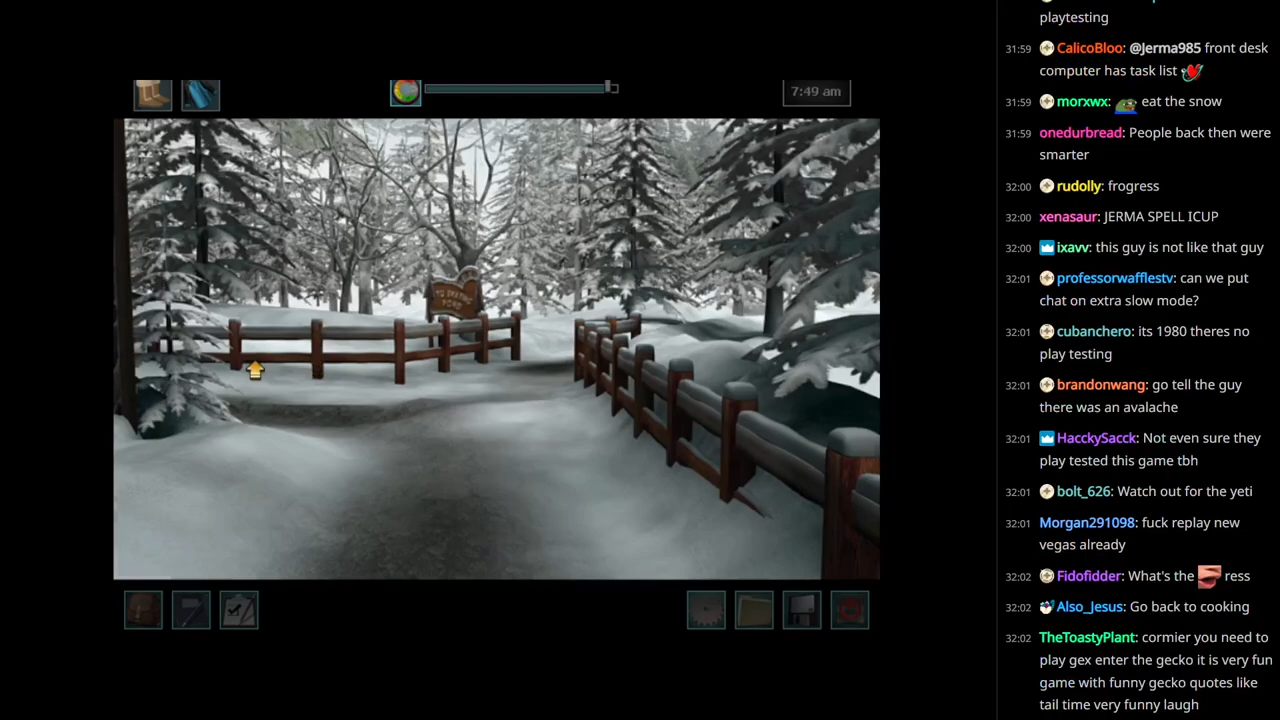 7:49 am
TO SKATING
POND
playtesting
31:59 CalicoBloo: @Jerma985 front desk
computer has task list
31:59 morxwx: eat the snow
31:59 onedurbread: People back then were
smarter
32:00 rudolly: frogress
32:00 xenasaur: JERMA SPELL ICUP
32:00 ixavv: this guy is not like that guy
32:01 professorwafflestv: can we put
chat on extra slow mode?
32:01 cubanchero: its 1980 theres no
play testing
32:01 brandonwang: go tell the guy
there was an avalache
32:01 HacckySacck: Not even sure they
play tested this game tbh
32:01 bolt_626: Watch out for the yeti
32:01 Morgan291098: fuck replay new
vegas already
32:02 Fidofidder: What's the ress
32:02 Also_Jesus: Go back to cooking
32:02 TheToastyPlant: cormier you need to
play gex enter the gecko it is very fun
game with funny gecko quotes like
tail time very funny laugh